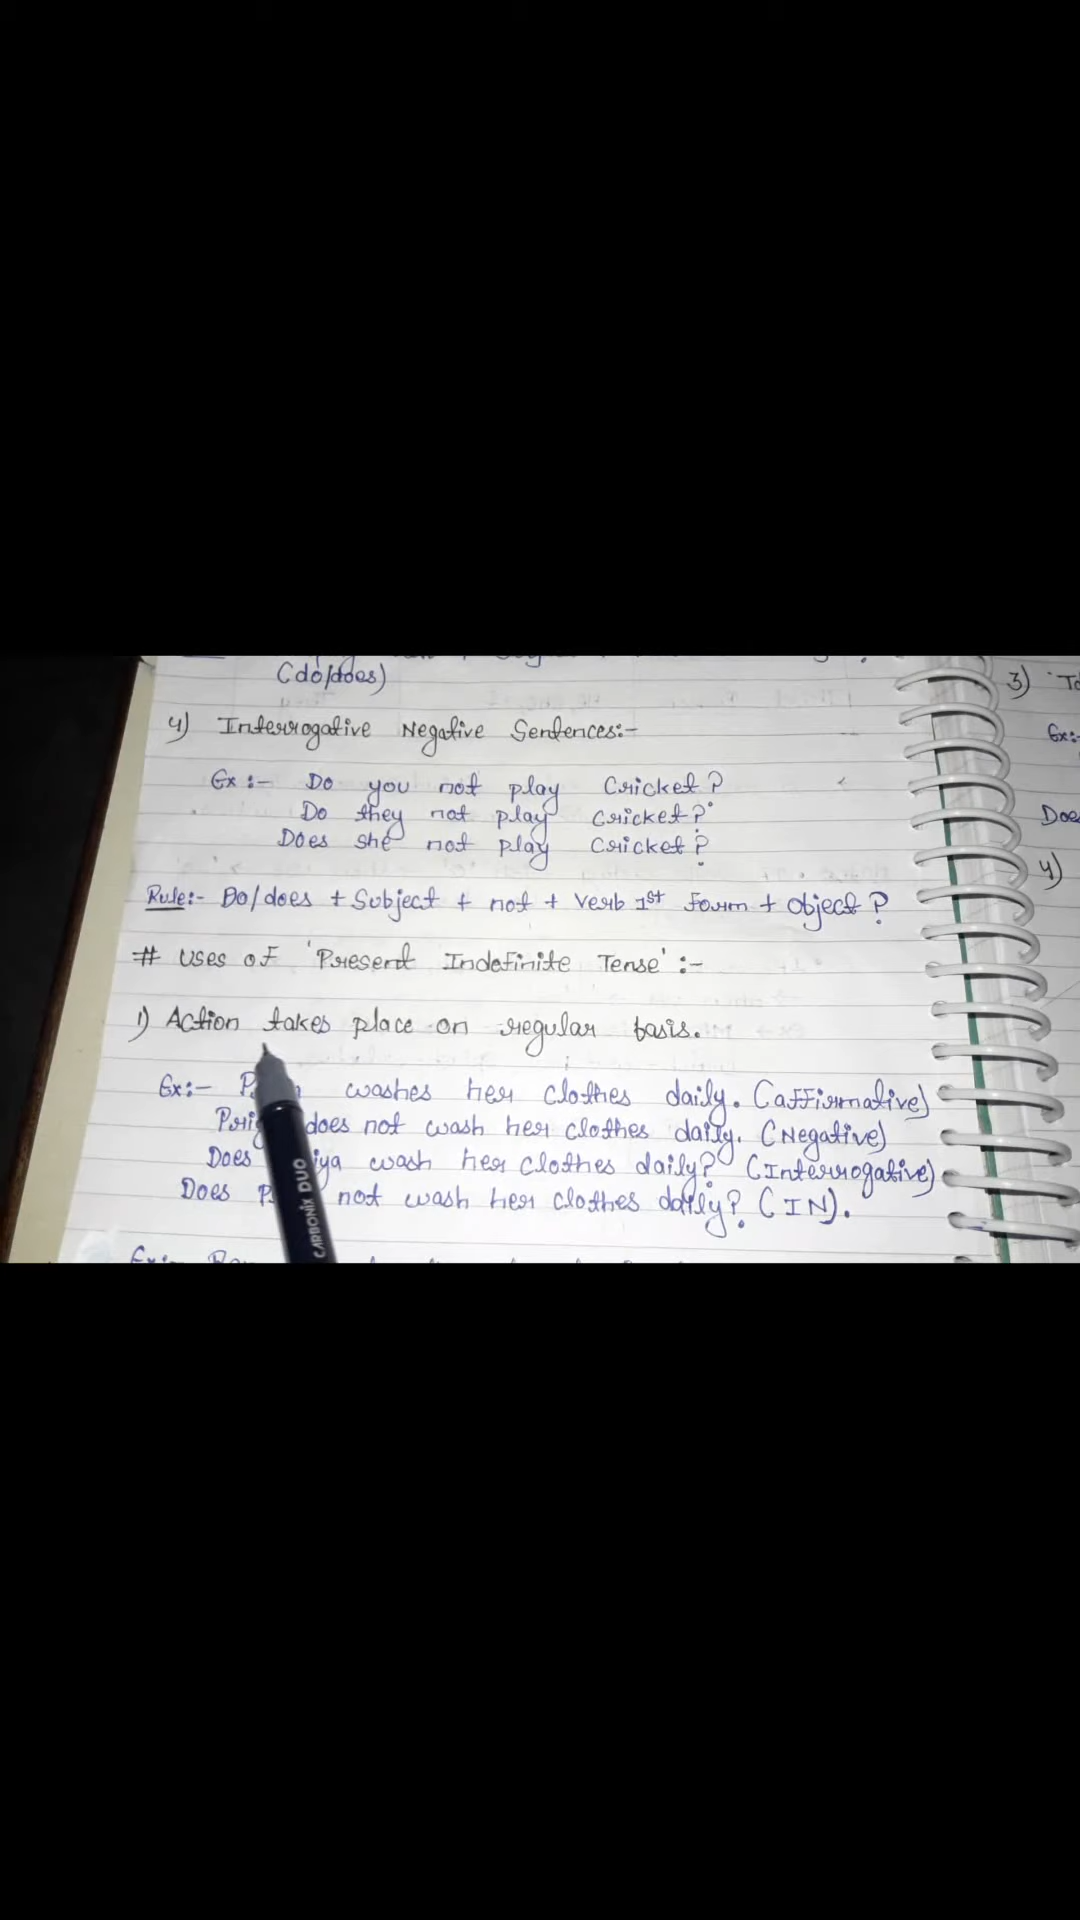 (do/does)
4) Interrogative Negative Sentences:-
Ex:- Do you not play Cricket?
Do they not play Cricket?
Does she not play Cricket?
Rule:- Do/does + Subject + not + Verb 1st Form + Object?
# Uses of 'Present Indefinite Tense' :-
1) Action takes place on regular basis.
Ex:- washes her clothes daily. (affirmative)
does not wash her clothes daily. (Negative)
Does wash her clothes daily? (Interrogative)
Does not wash her clothes daily? (IN).
CARBONIX DUO
3)
Ex:-
Does
4)